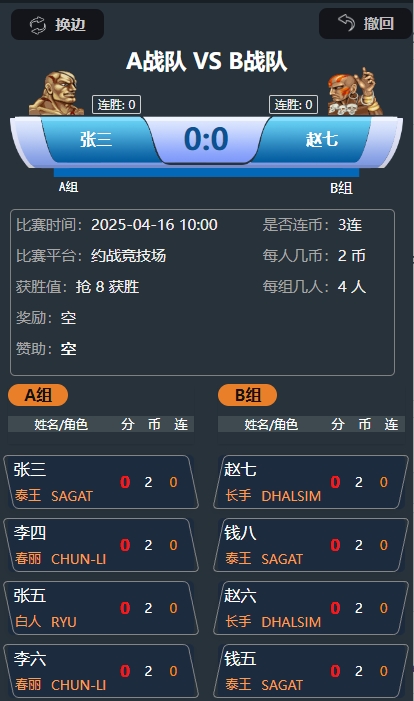 换边
撤回
A战队 VS B战队
连胜: 0
连胜: 0
张三
0:0
赵七
A组
B组
比赛时间: 2025-04-16 10:00
是否连币: 3连
比赛平台: 约战竞技场
每人几币: 2 币
获胜值: 抢 8 获胜
每组几人: 4 人
奖励: 空
赞助: 空
A组
B组
姓名/角色 分 币 连
姓名/角色 分 币 连
张三
泰王 SAGAT
0 2 0
赵七
长手 DHALSIM
0 2 0
李四
春丽 CHUN-LI
0 2 0
钱八
泰王 SAGAT
0 2 0
张五
白人 RYU
0 2 0
赵六
长手 DHALSIM
0 2 0
李六
春丽 CHUN-LI
0 2 0
钱五
泰王 SAGAT
0 2 0